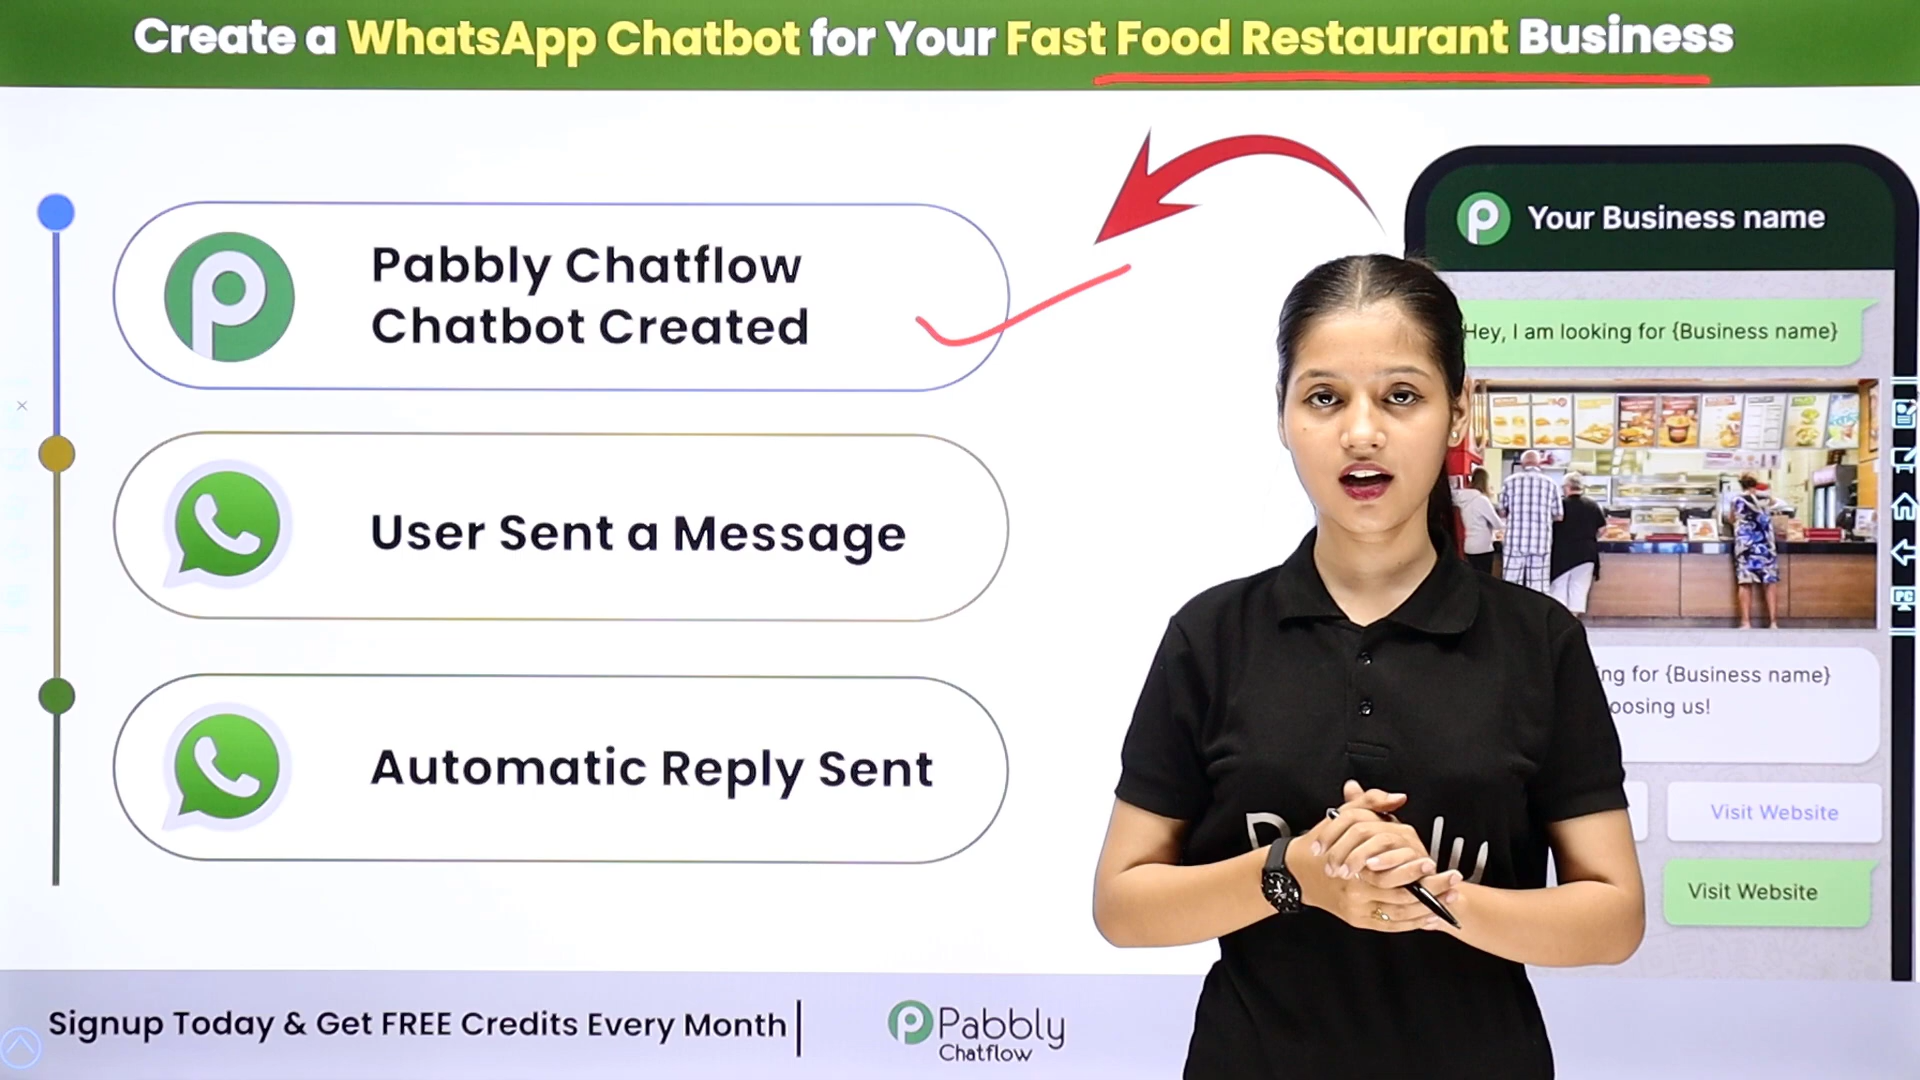 Create a WhatsApp Chatbot for Your Fast Food Restaurant Business
Pabbly Chatflow
Chatbot Created
User Sent a Message
Automatic Reply Sent
Your Business name
Hey, I am looking for {Business name}
for {Business name}
us!
Visit Website
Visit Website
PC
Signup Today & Get FREE Credits Every Month
Pabbly
Chatflow